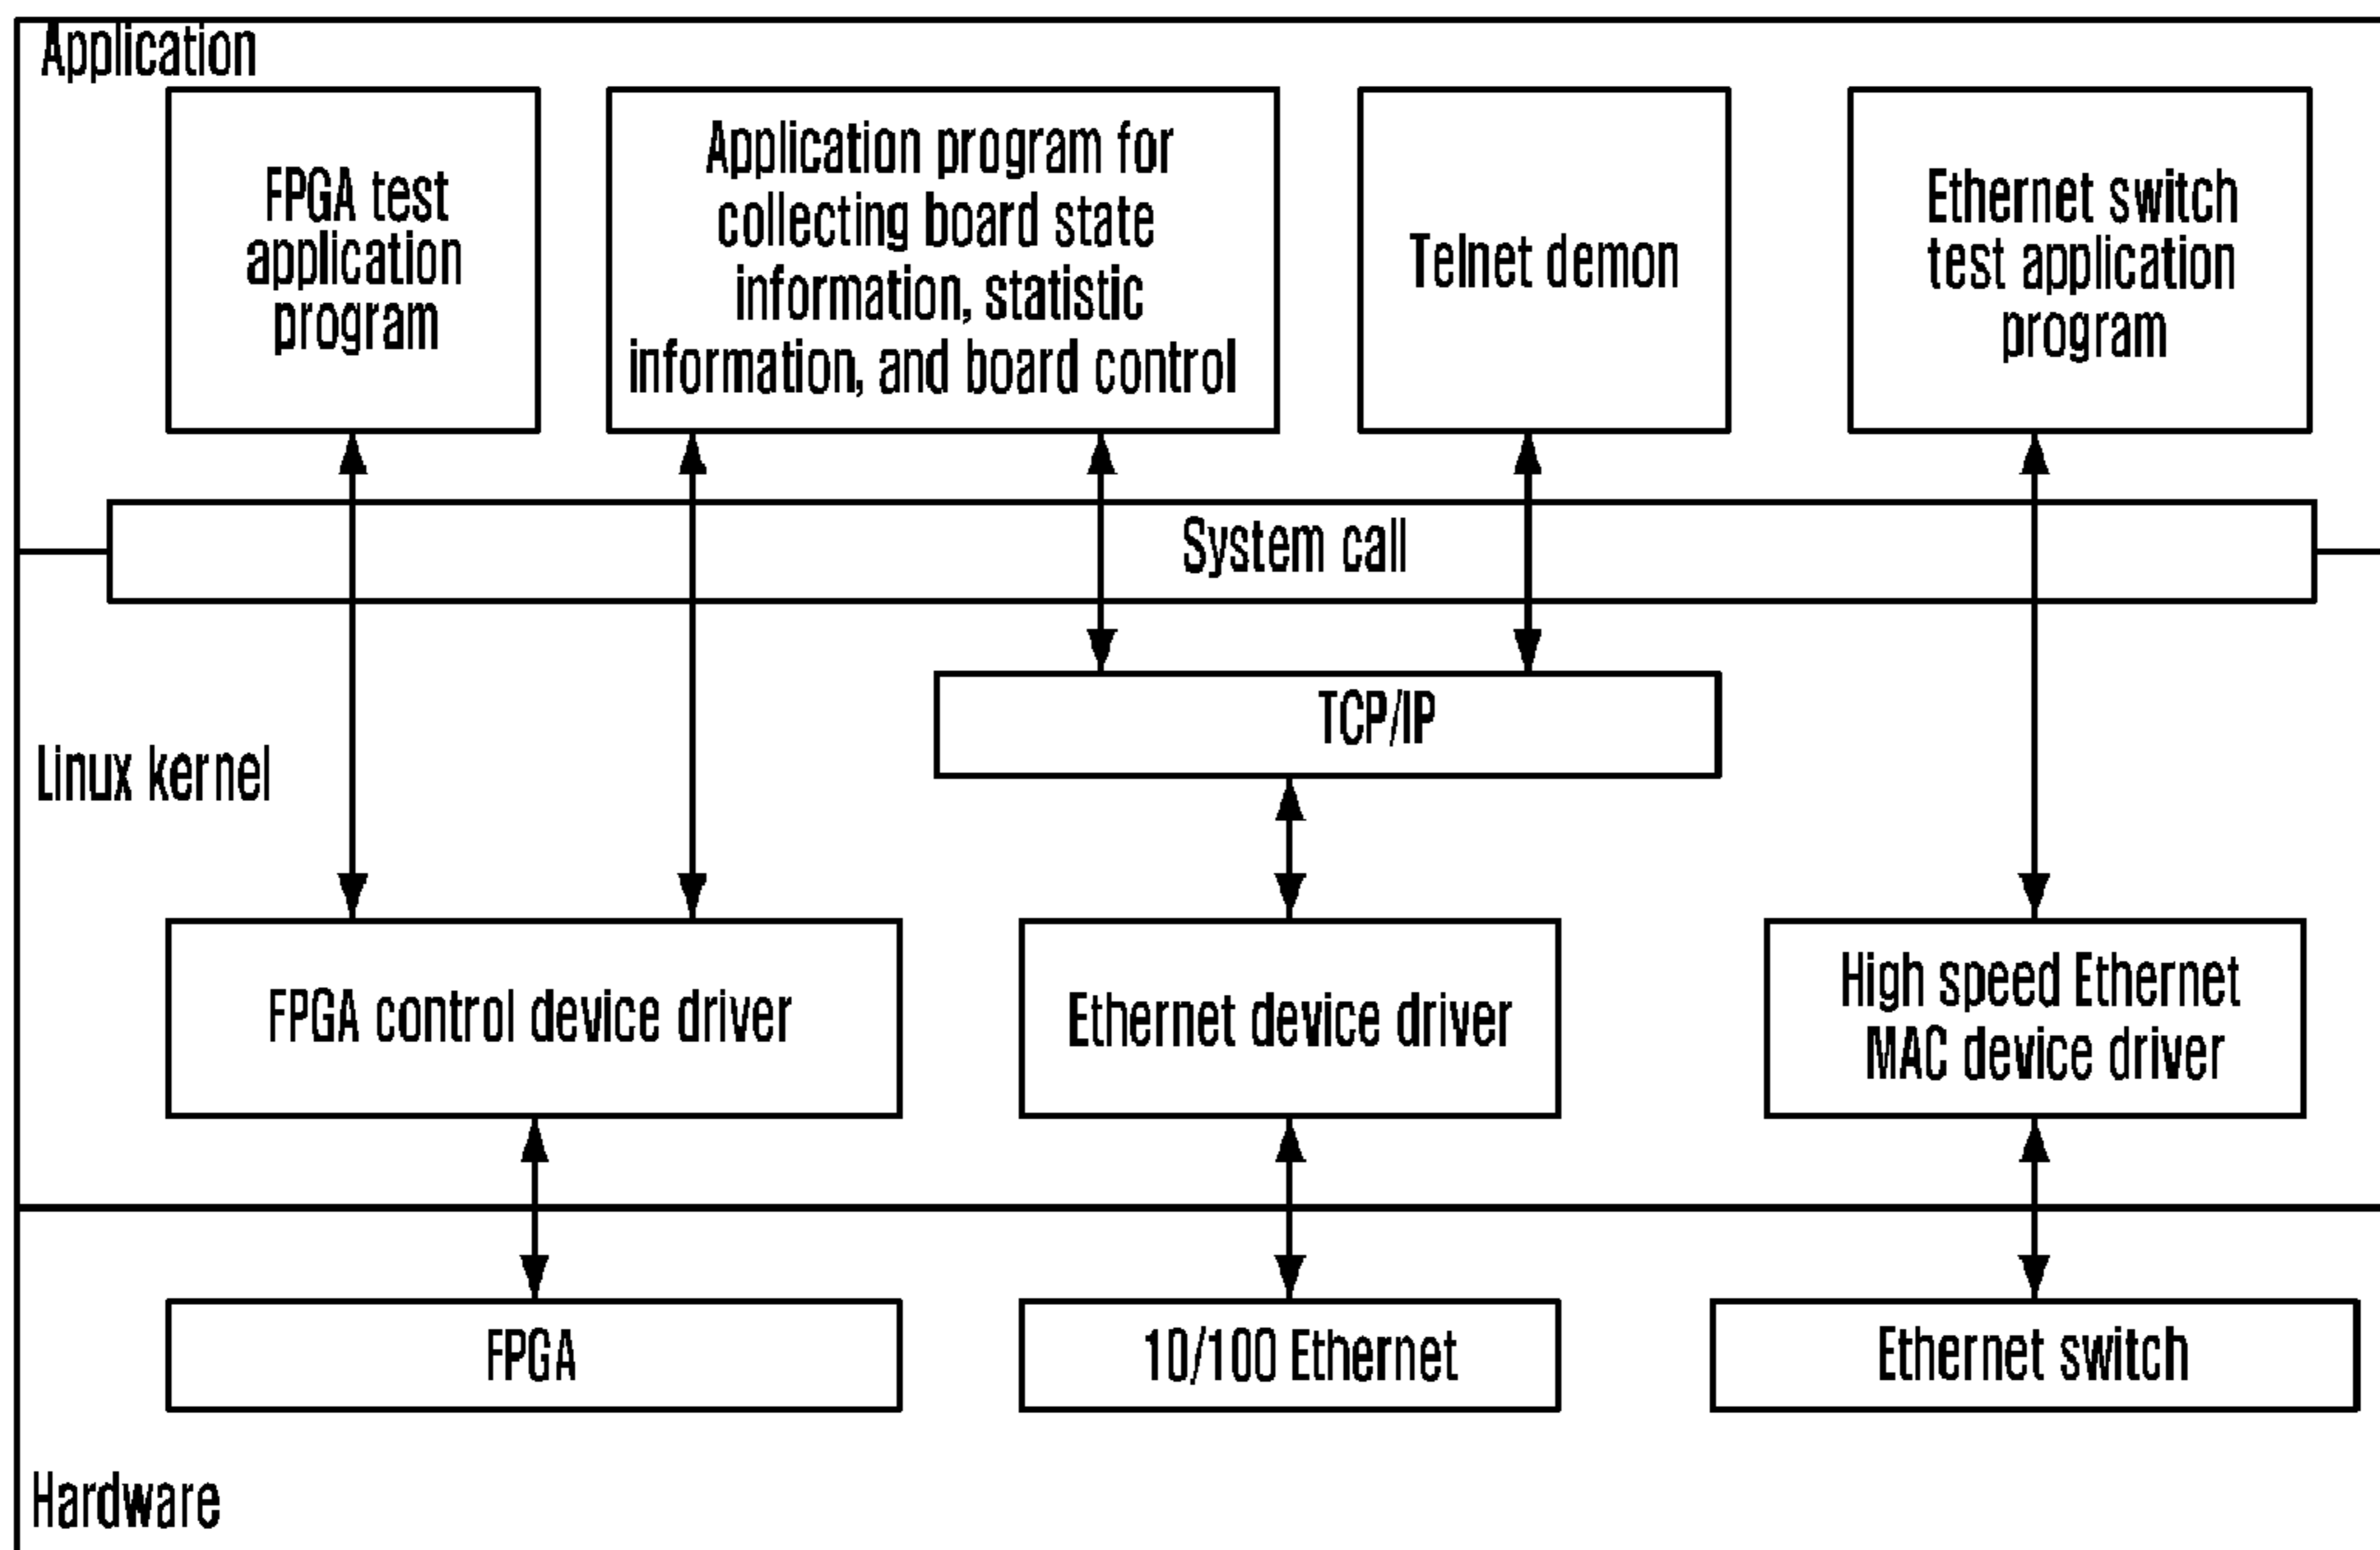 Application
FPGA test
application
program
Application program for
collecting board state
information, statistic
information, and board control
Telnet demon
Ethernet switch
test application
program
System call
TCP/IP
Linux kernel
FPGA control device driver
Ethernet device driver
High speed Ethernet
MAC device driver
FPGA
10/100 Ethernet
Ethernet switch
Hardware